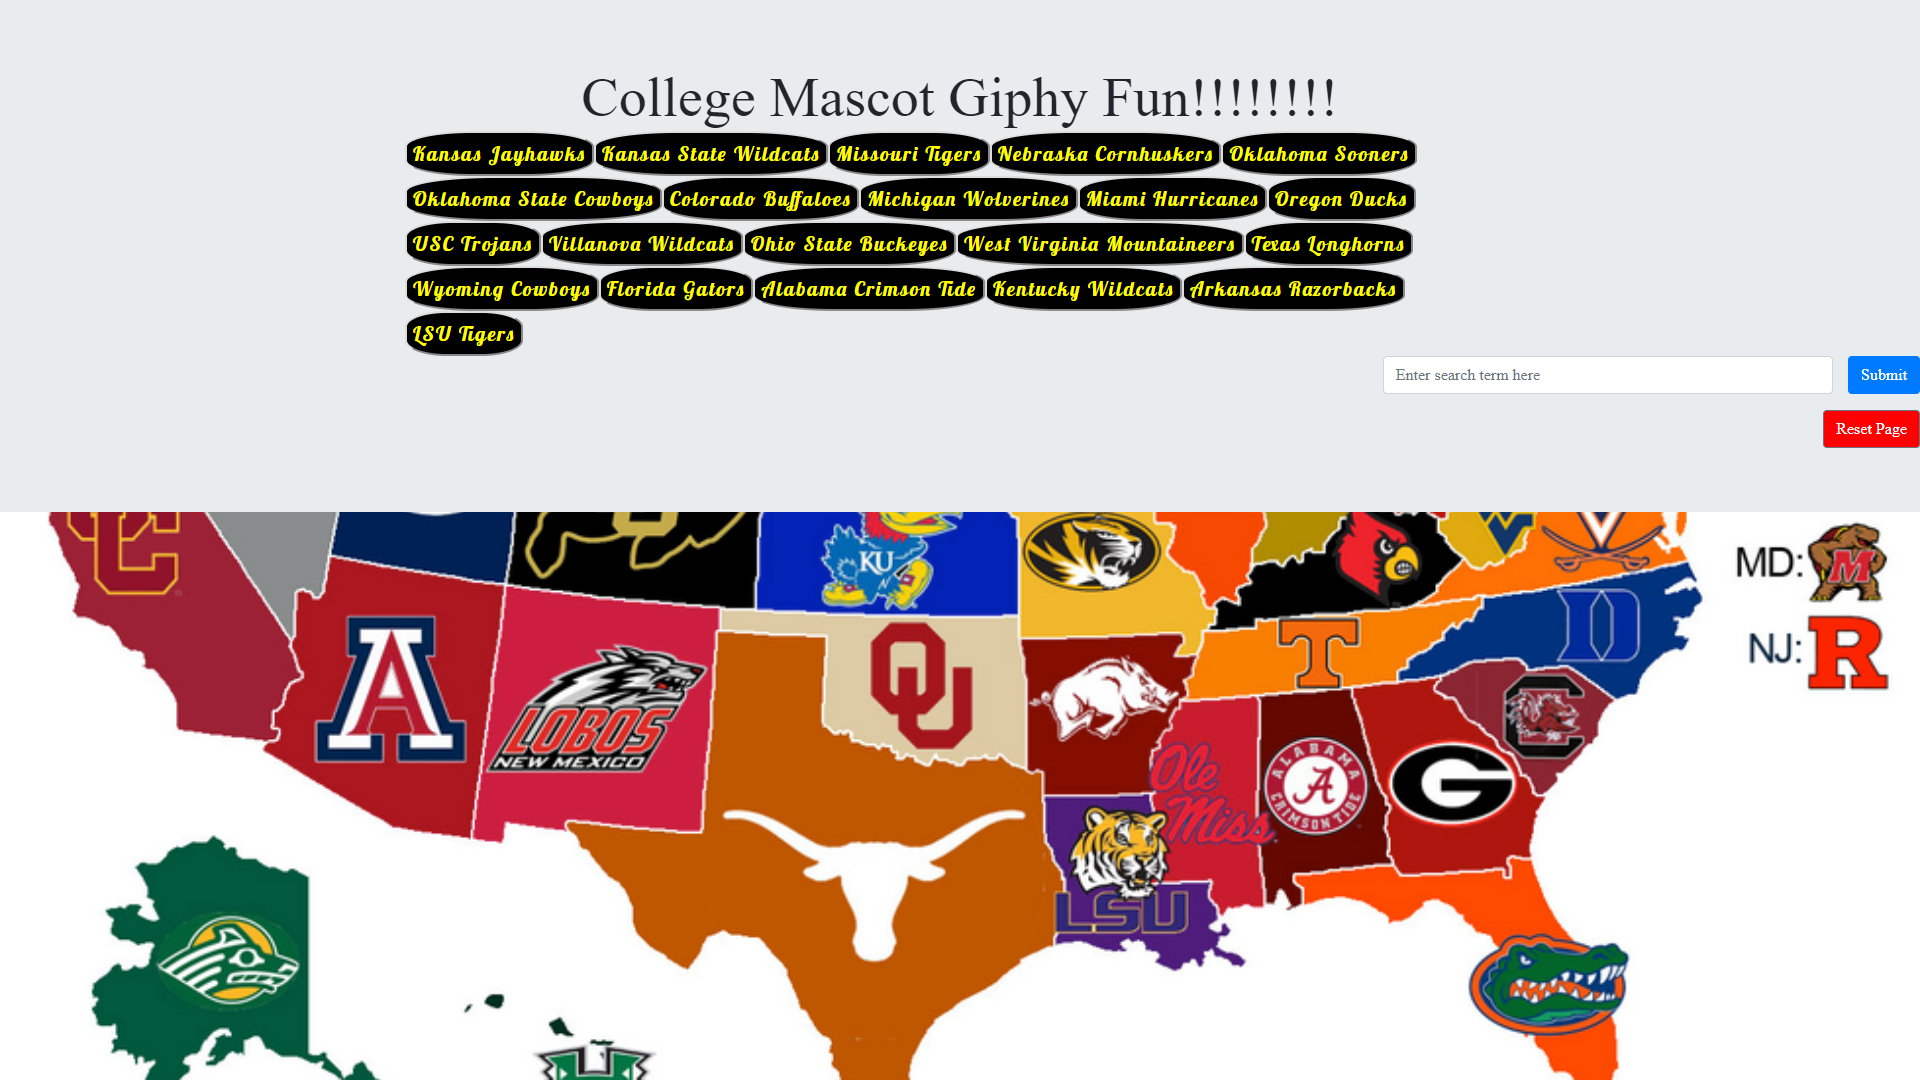 College Mascot Giphy Fun!!!!!!!!
Kansas Jayhawks Kansas State Wildcats Missouri Tigers Nebraska Cornhuskers Oklahoma Sooners
Oklahoma State Cowboys Colorado Buffaloes Michigan Wolverines Miami Hurricanes Oregon Ducks
USC Trojans Villanova Wildcats Ohio State Buckeyes West Virginia Mountaineers Texas Longhorns
Wyoming Cowboys Florida Gators Alabama Crimson Tide Kentucky Wildcats Arkansas Razorbacks
LSU Tigers
Enter search term here Submit
Reset Page
KU
MD: M
NJ: R
T
D
A
OU
C
LOBOS
NEW MEXICO
Ole
Miss
ALABAMA
A
CRIMSON TIDE
G
LSU